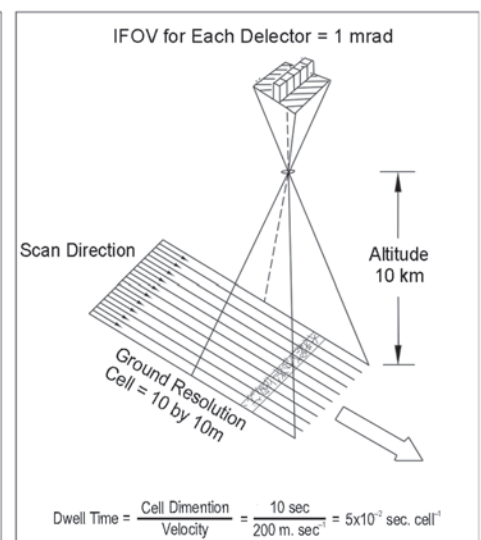 IFOV for Each Delector = 1 mrad
Scan Direction
Altitude
10 km
Ground Resolution
Cell = 10 by 10m
Dwell Time = Cell Dimention / Velocity = 10 sec / 200 m. sec⁻¹ = 5x10⁻² sec. cell⁻¹